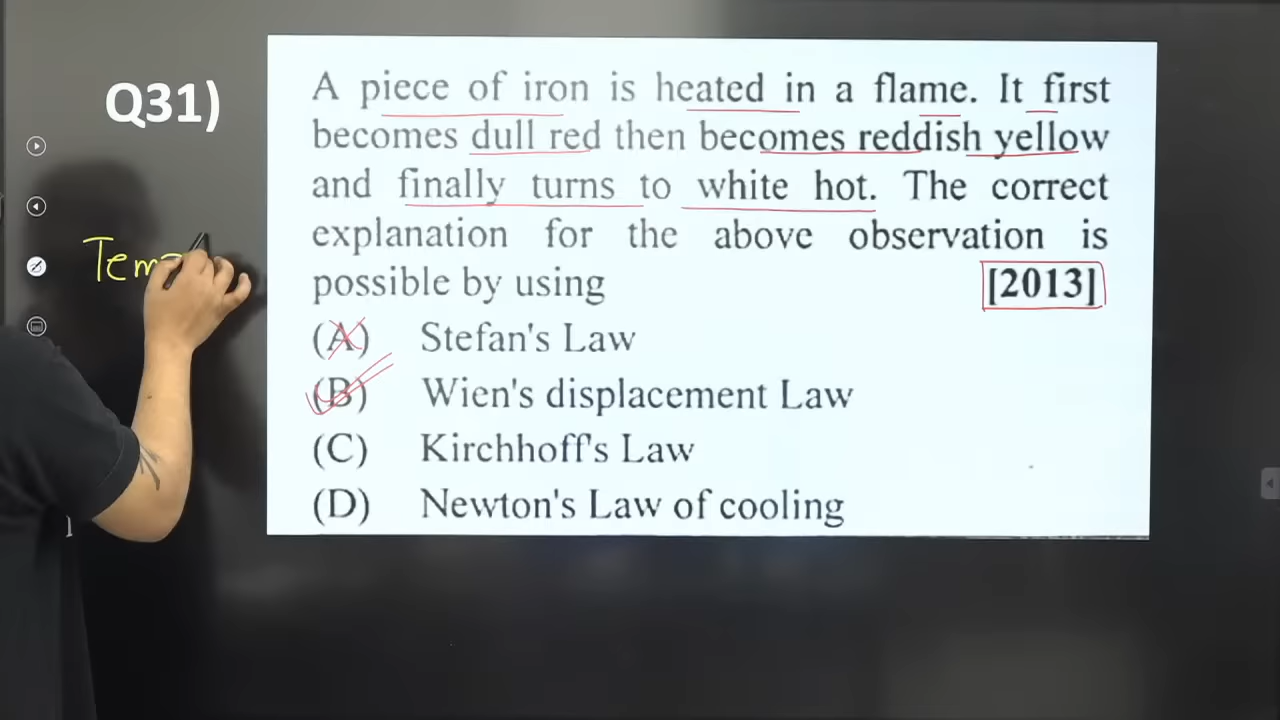 Q31)
A piece of iron is heated in a flame. It first
becomes dull red then becomes reddish yellow
and finally turns to white hot. The correct
explanation for the above observation is
possible by using [2013]
(A) Stefan's Law
(B) Wien's displacement Law
(C) Kirchhoff's Law
(D) Newton's Law of cooling